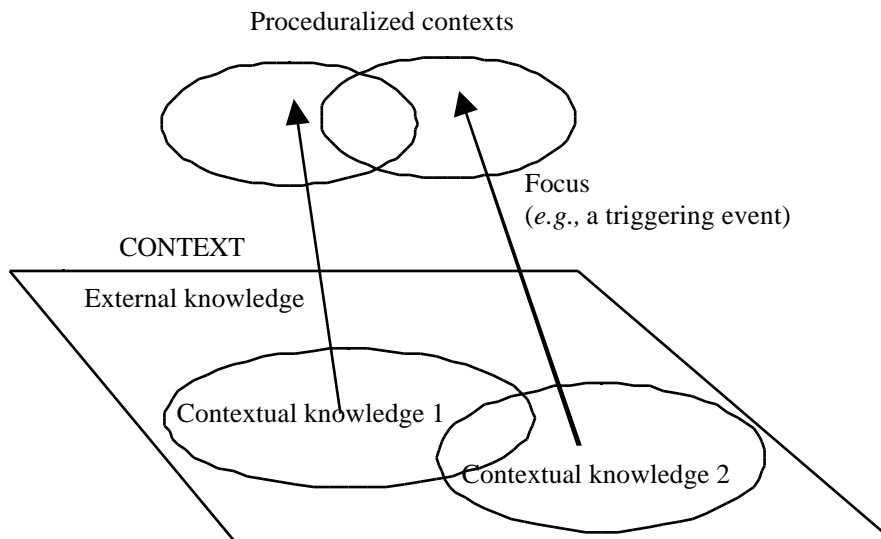 Proceduralized contexts
Focus
(e.g., a triggering event)
CONTEXT
External knowledge
Contextual knowledge 1
Contextual knowledge 2